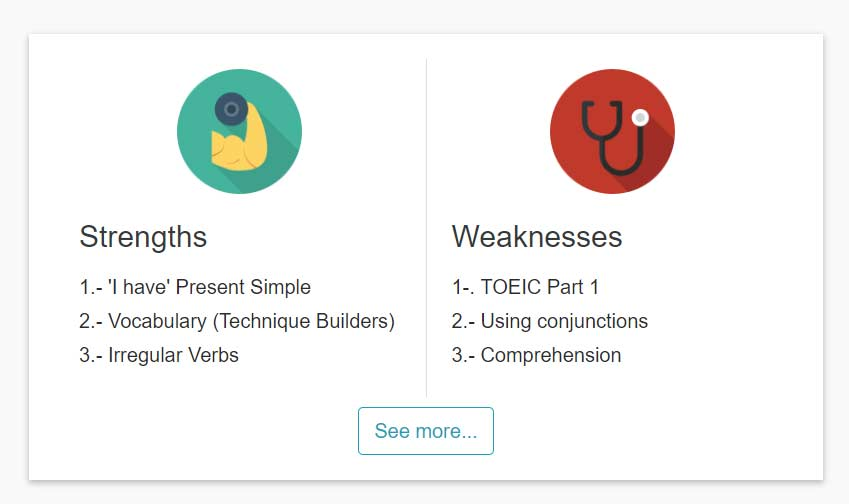 Strengths
1.- 'I have' Present Simple
2.- Vocabulary (Technique Builders)
3.- Irregular Verbs
Weaknesses
1-. TOEIC Part 1
2.- Using conjunctions
3.- Comprehension
See more...